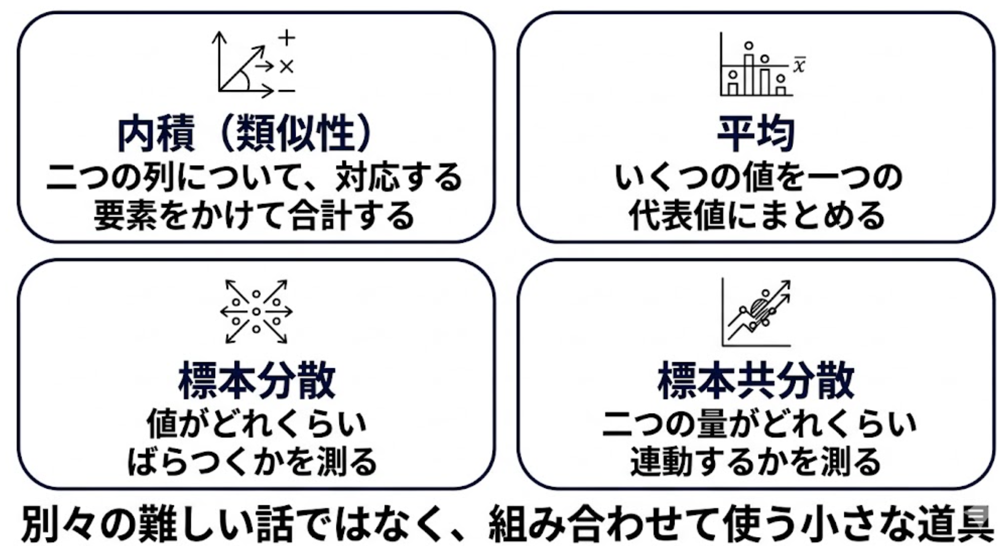 +
×
−
内積（類似性）
二つの列について、対応する
要素をかけて合計する
x̄
平均
いくつの値を一つの
代表値にまとめる
標本分散
値がどれくらい
ばらつくかを測る
標本共分散
二つの量がどれくらい
連動するかを測る
別々の難しい話ではなく、組み合わせて使う小さな道具